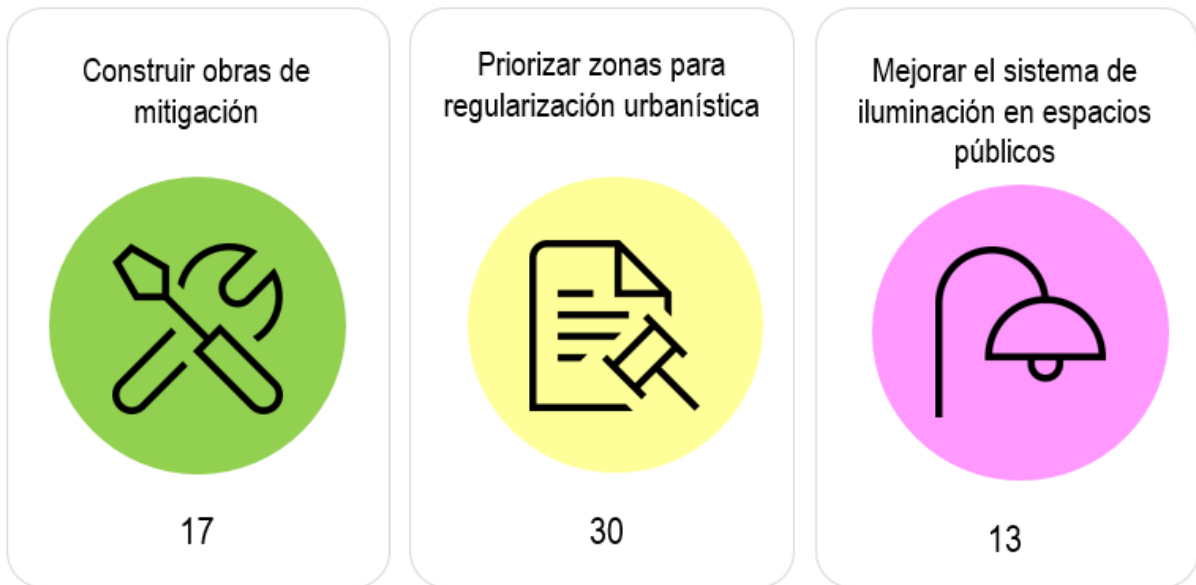 Construir obras de
mitigación
17
Priorizar zonas para
regularización urbanística
30
Mejorar el sistema de
iluminación en espacios
públicos
13